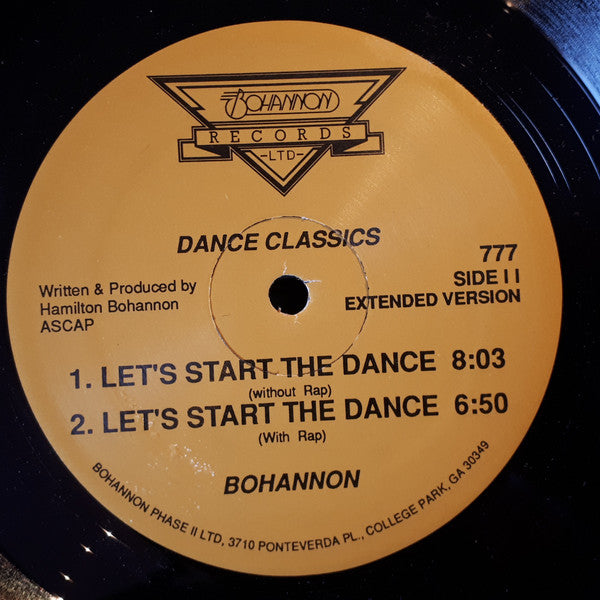 BOHANNON
RECORDS
-LTD-
DANCE CLASSICS
777
SIDE I I
EXTENDED VERSION
Written & Produced by
Hamilton Bohannon
ASCAP
1. LET'S START THE DANCE 8:03
(without Rap)
2. LET'S START THE DANCE 6:50
(With Rap)
BOHANNON
BOHANNON PHASE II LTD, 3710 PONTEVERDA PL., COLLEGE PARK, GA 30349